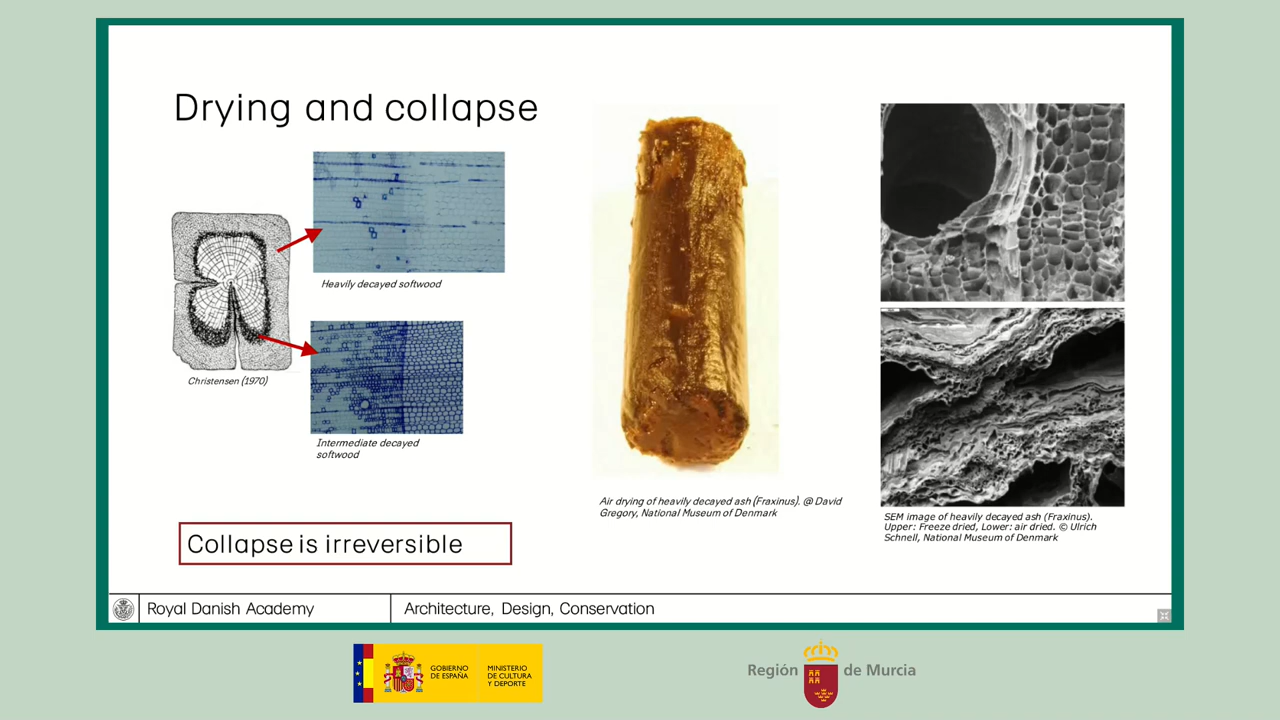 Drying and collapse
Heavily decayed softwood
Christensen (1970)
Intermediate decayed
softwood
Collapse is irreversible
Air drying of heavily decayed ash (Fraxinus). @ David
Gregory, National Museum of Denmark
SEM image of heavily decayed ash (Fraxinus).
Upper: Freeze dried, Lower: air dried. © Ulrich
Schnell, National Museum of Denmark
Royal Danish Academy
Architecture, Design, Conservation
GOBIERNO
DE ESPAÑA
MINISTERIO
DE CULTURA
Y DEPORTE
Región de Murcia